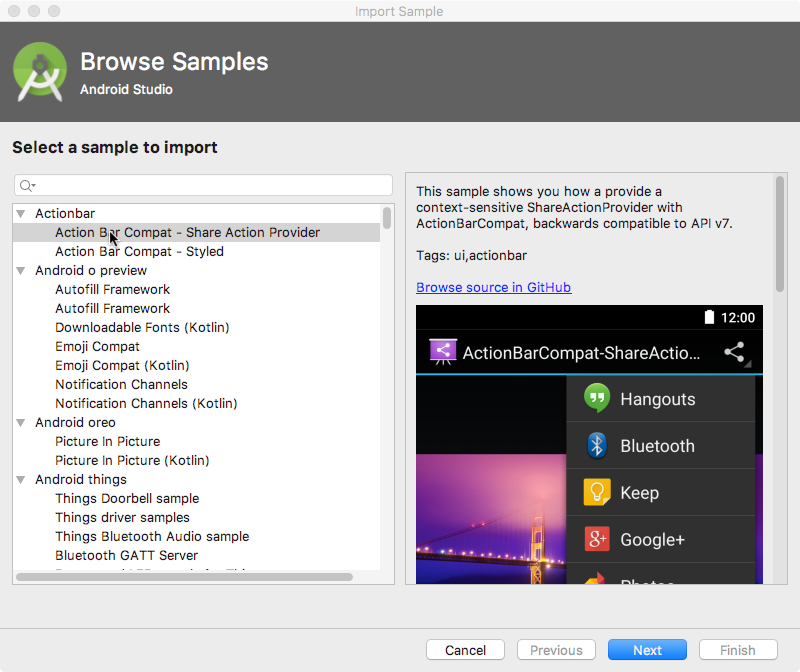 Import Sample
Browse Samples
Android Studio
Select a sample to import
Actionbar
Action Bar Compat - Share Action Provider
Action Bar Compat - Styled
Android o preview
Autofill Framework
Autofill Framework
Downloadable Fonts (Kotlin)
Emoji Compat
Emoji Compat (Kotlin)
Notification Channels
Notification Channels (Kotlin)
Android oreo
Picture In Picture
Picture In Picture (Kotlin)
Android things
Things Doorbell sample
Things driver samples
Things Bluetooth Audio sample
Bluetooth GATT Server
This sample shows you how a provide a
context-sensitive ShareActionProvider with
ActionBarCompat, backwards compatible to API v7.
Tags: ui,actionbar
Browse source in GitHub
12:00
ActionBarCompat-ShareActio...
Hangouts
Bluetooth
Keep
Google+
Photos
Cancel
Previous
Next
Finish